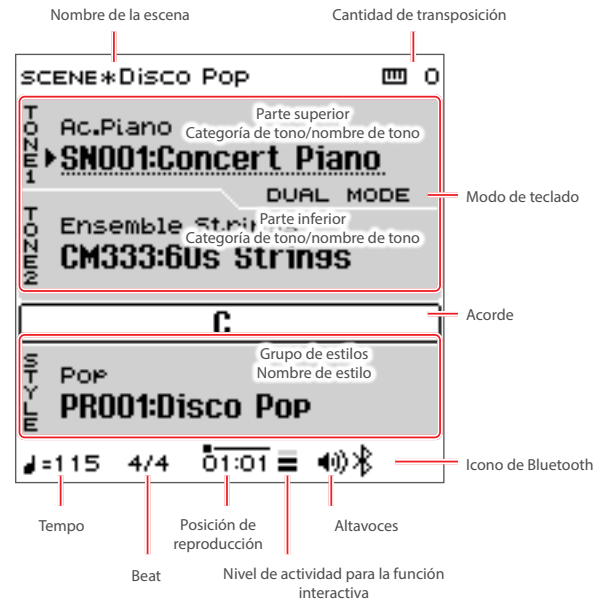 Nombre de la escena
Cantidad de transposición
SCENE*Disco Pop 0
TONE1
Parte superior
Ac.Piano
Categoría de tono/nombre de tono
SN001:Concert Piano
DUAL MODE
Modo de teclado
TONE2
Parte inferior
Ensemble Strings
Categoría de tono/nombre de tono
CM333:60s Strings
C
Acorde
STYLE
Grupo de estilos
Pop
Nombre de estilo
PR001:Disco Pop
♩=115 4/4 01:01
Icono de Bluetooth
Tempo
Posición de
reproducción
Altavoces
Beat
Nivel de actividad para la función
interactiva